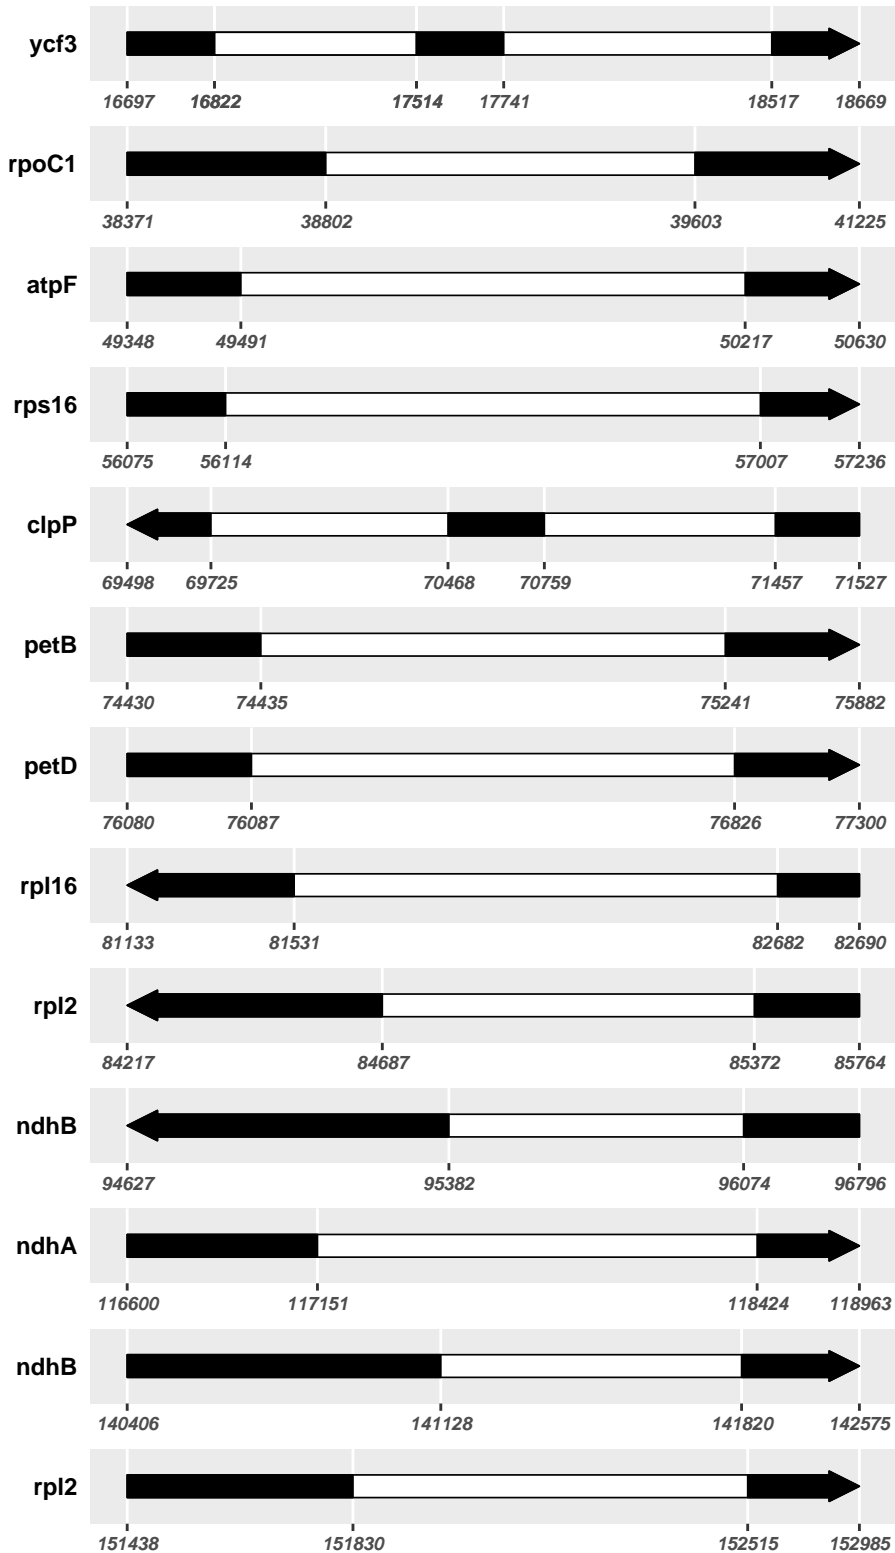 ycf3
16697 16822 17514 17741 18517 18669
rpoC1
38371 38802 39603 41225
atpF
49348 49491 50217 50630
rps16
56075 56114 57007 57236
clpP
69498 69725 70468 70759 71457 71527
petB
74430 74435 75241 75882
petD
76080 76087 76826 77300
rpl16
81133 81531 82682 82690
rpl2
84217 84687 85372 85764
ndhB
94627 95382 96074 96796
ndhA
116600 117151 118424 118963
ndhB
140406 141128 141820 142575
rpl2
151438 151830 152515 152985